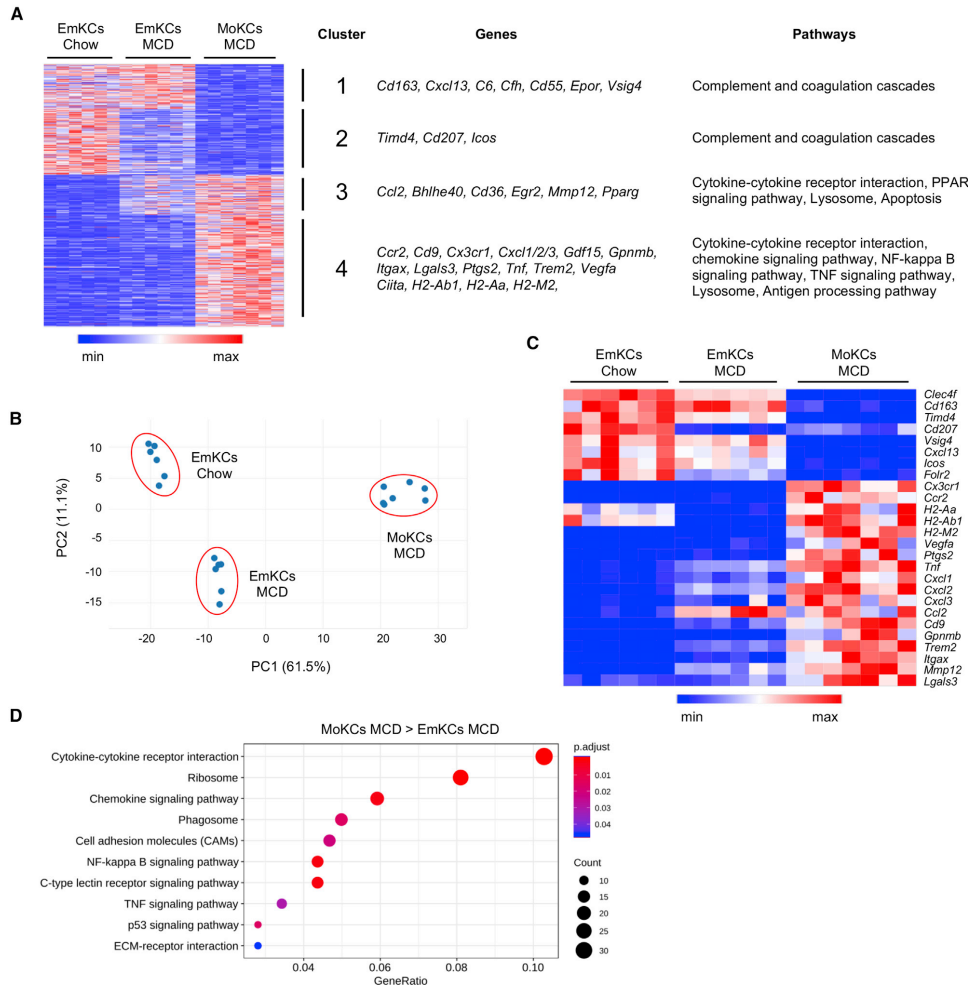 A
EmKCs
Chow
EmKCs
MCD
MoKCs
MCD
Cluster
Genes
Pathways
1
Cd163, Cxcl13, C6, Cfh, Cd55, Epor, Vsig4
Complement and coagulation cascades
2
Timd4, Cd207, Icos
Complement and coagulation cascades
3
Ccl2, Bhlhe40, Cd36, Egr2, Mmp12, Pparg
Cytokine-cytokine receptor interaction, PPAR
signaling pathway, Lysosome, Apoptosis
4
Ccr2, Cd9, Cx3cr1, Cxcl1/2/3, Gdf15, Gpnmb,
Itgax, Lgals3, Ptgs2, Tnf, Trem2, Vegfa
Ciita, H2-Ab1, H2-Aa, H2-M2,
Cytokine-cytokine receptor interaction,
chemokine signaling pathway, NF-kappa B
signaling pathway, TNF signaling pathway,
Lysosome, Antigen processing pathway
min
max
B
PC2 (11.1%)
10
5
0
-5
-10
-15
EmKCs
Chow
EmKCs
MCD
MoKCs
MCD
-20
-10
0
10
20
30
PC1 (61.5%)
C
EmKCs
Chow
EmKCs
MCD
MoKCs
MCD
Clec4f
Cd163
Timd4
Cd207
Vsig4
Cxcl13
Icos
Folr2
Cx3cr1
Ccr2
H2-Aa
H2-Ab1
H2-M2
Vegfa
Ptgs2
Tnf
Cxcl1
Cxcl2
Cxcl3
Ccl2
Cd9
Gpnmb
Trem2
Itgax
Mmp12
Lgals3
min
max
D
MoKCs MCD > EmKCs MCD
Cytokine-cytokine receptor interaction
Ribosome
Chemokine signaling pathway
Phagosome
Cell adhesion molecules (CAMs)
NF-kappa B signaling pathway
C-type lectin receptor signaling pathway
TNF signaling pathway
p53 signaling pathway
ECM-receptor interaction
0.04
0.06
0.08
0.10
GeneRatio
p.adjust
0.01
0.02
0.03
0.04
Count
10
15
20
25
30